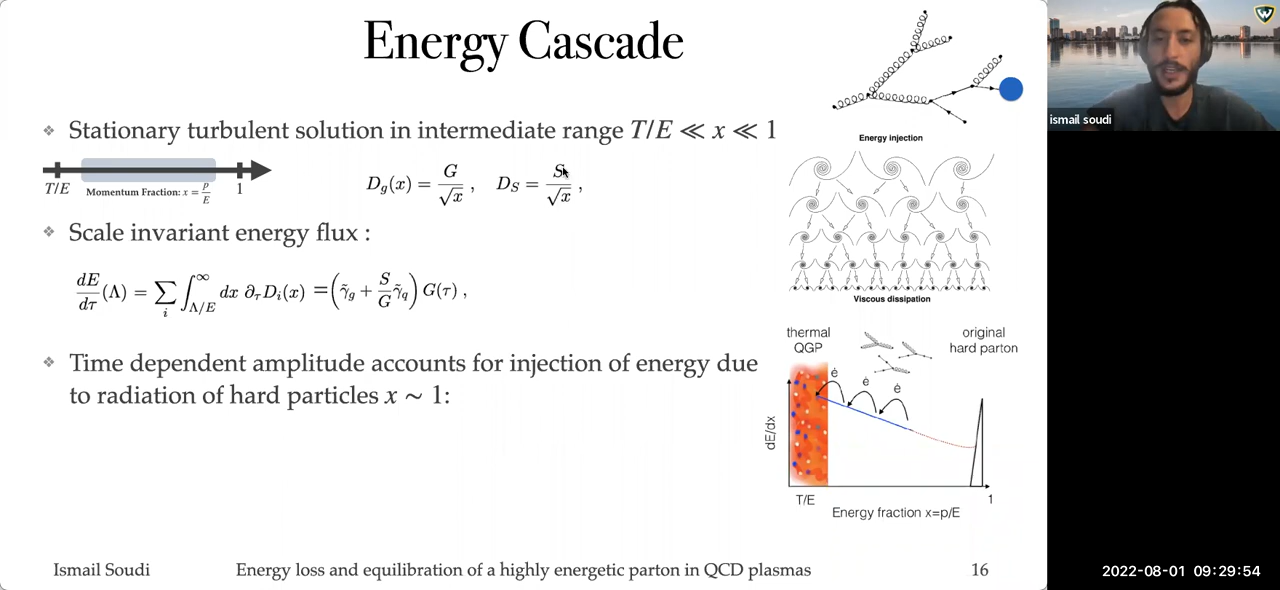 Energy Cascade
❖ Stationary turbulent solution in intermediate range T/E ≪ x ≪ 1
T/E Momentum Fraction: x = p/E 1
D_g(x) = G/√x , D_S = S/√x ,
❖ Scale invariant energy flux :
dE/dτ (Λ) = ∑_i ∫_{Λ/E}^∞ dx ∂_τ D_i(x) = (γ̃_g + S/G γ̃_q) G(τ) ,
❖ Time dependent amplitude accounts for injection of energy due
to radiation of hard particles x ∼ 1:
Energy injection
Viscous dissipation
thermal
QGP
original
hard parton
ė
ė
ė
dE/dx
T/E
1
Energy fraction x=p/E
Ismail Soudi
Energy loss and equilibration of a highly energetic parton in QCD plasmas
16
W
ismail soudi
2022-08-01 09:29:54